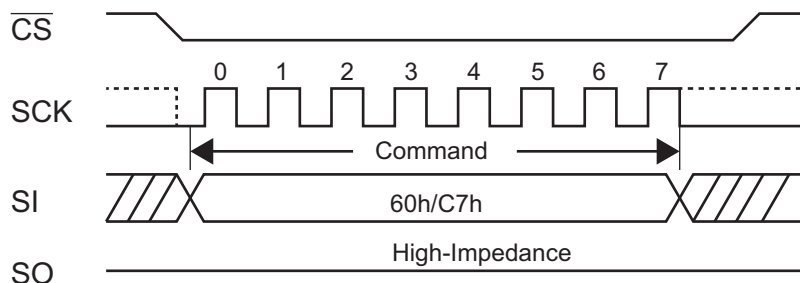 CS
0 1 2 3 4 5 6 7
SCK
Command
SI
60h/C7h
High-Impedance
SO